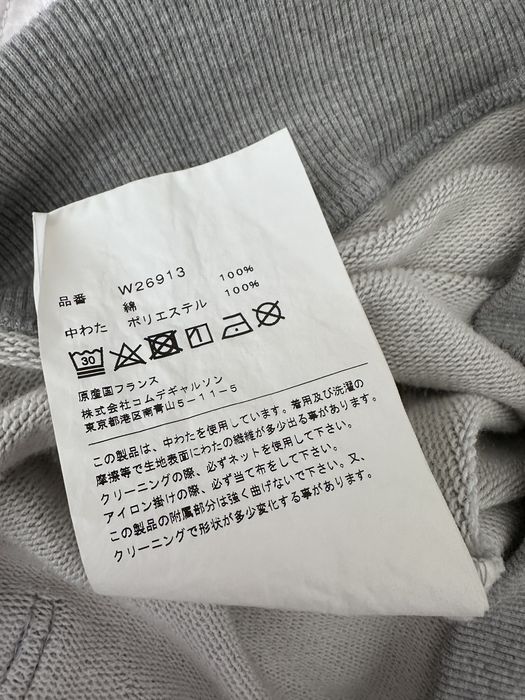 品番 W26913
綿 100%
中わた ポリエステル 100%
30
原産国フランス
株式会社コムデギャルソン
東京都港区南青山5-11-5
この製品は、中わたを使用しています。着用及び洗濯の
摩擦等で生地表面にわたの繊維が多少出る事があります。
クリーニングの際、必ずネットを使用して下さい。
アイロン掛けの際、必ず当て布をして下さい。又、
この製品の附属部分は強く曲げないで下さい。
クリーニングで形状が多少変化する事があります。